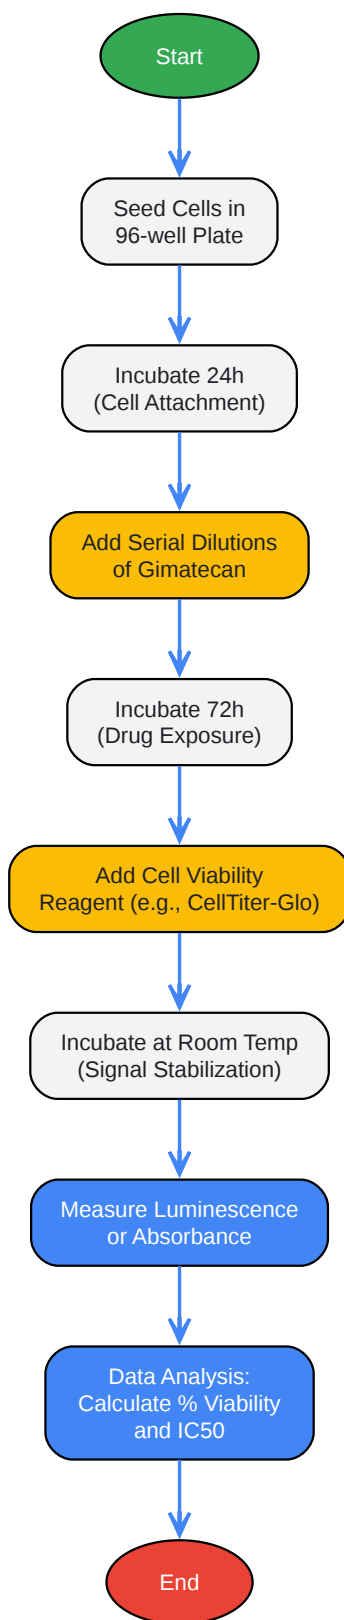 Start
Seed Cells in
96-well Plate
Incubate 24h
(Cell Attachment)
Add Serial Dilutions
of Gimatecan
Incubate 72h
(Drug Exposure)
Add Cell Viability
Reagent (e.g., CellTiter-Glo)
Incubate at Room Temp
(Signal Stabilization)
Measure Luminescence
or Absorbance
Data Analysis:
Calculate % Viability
and IC50
End